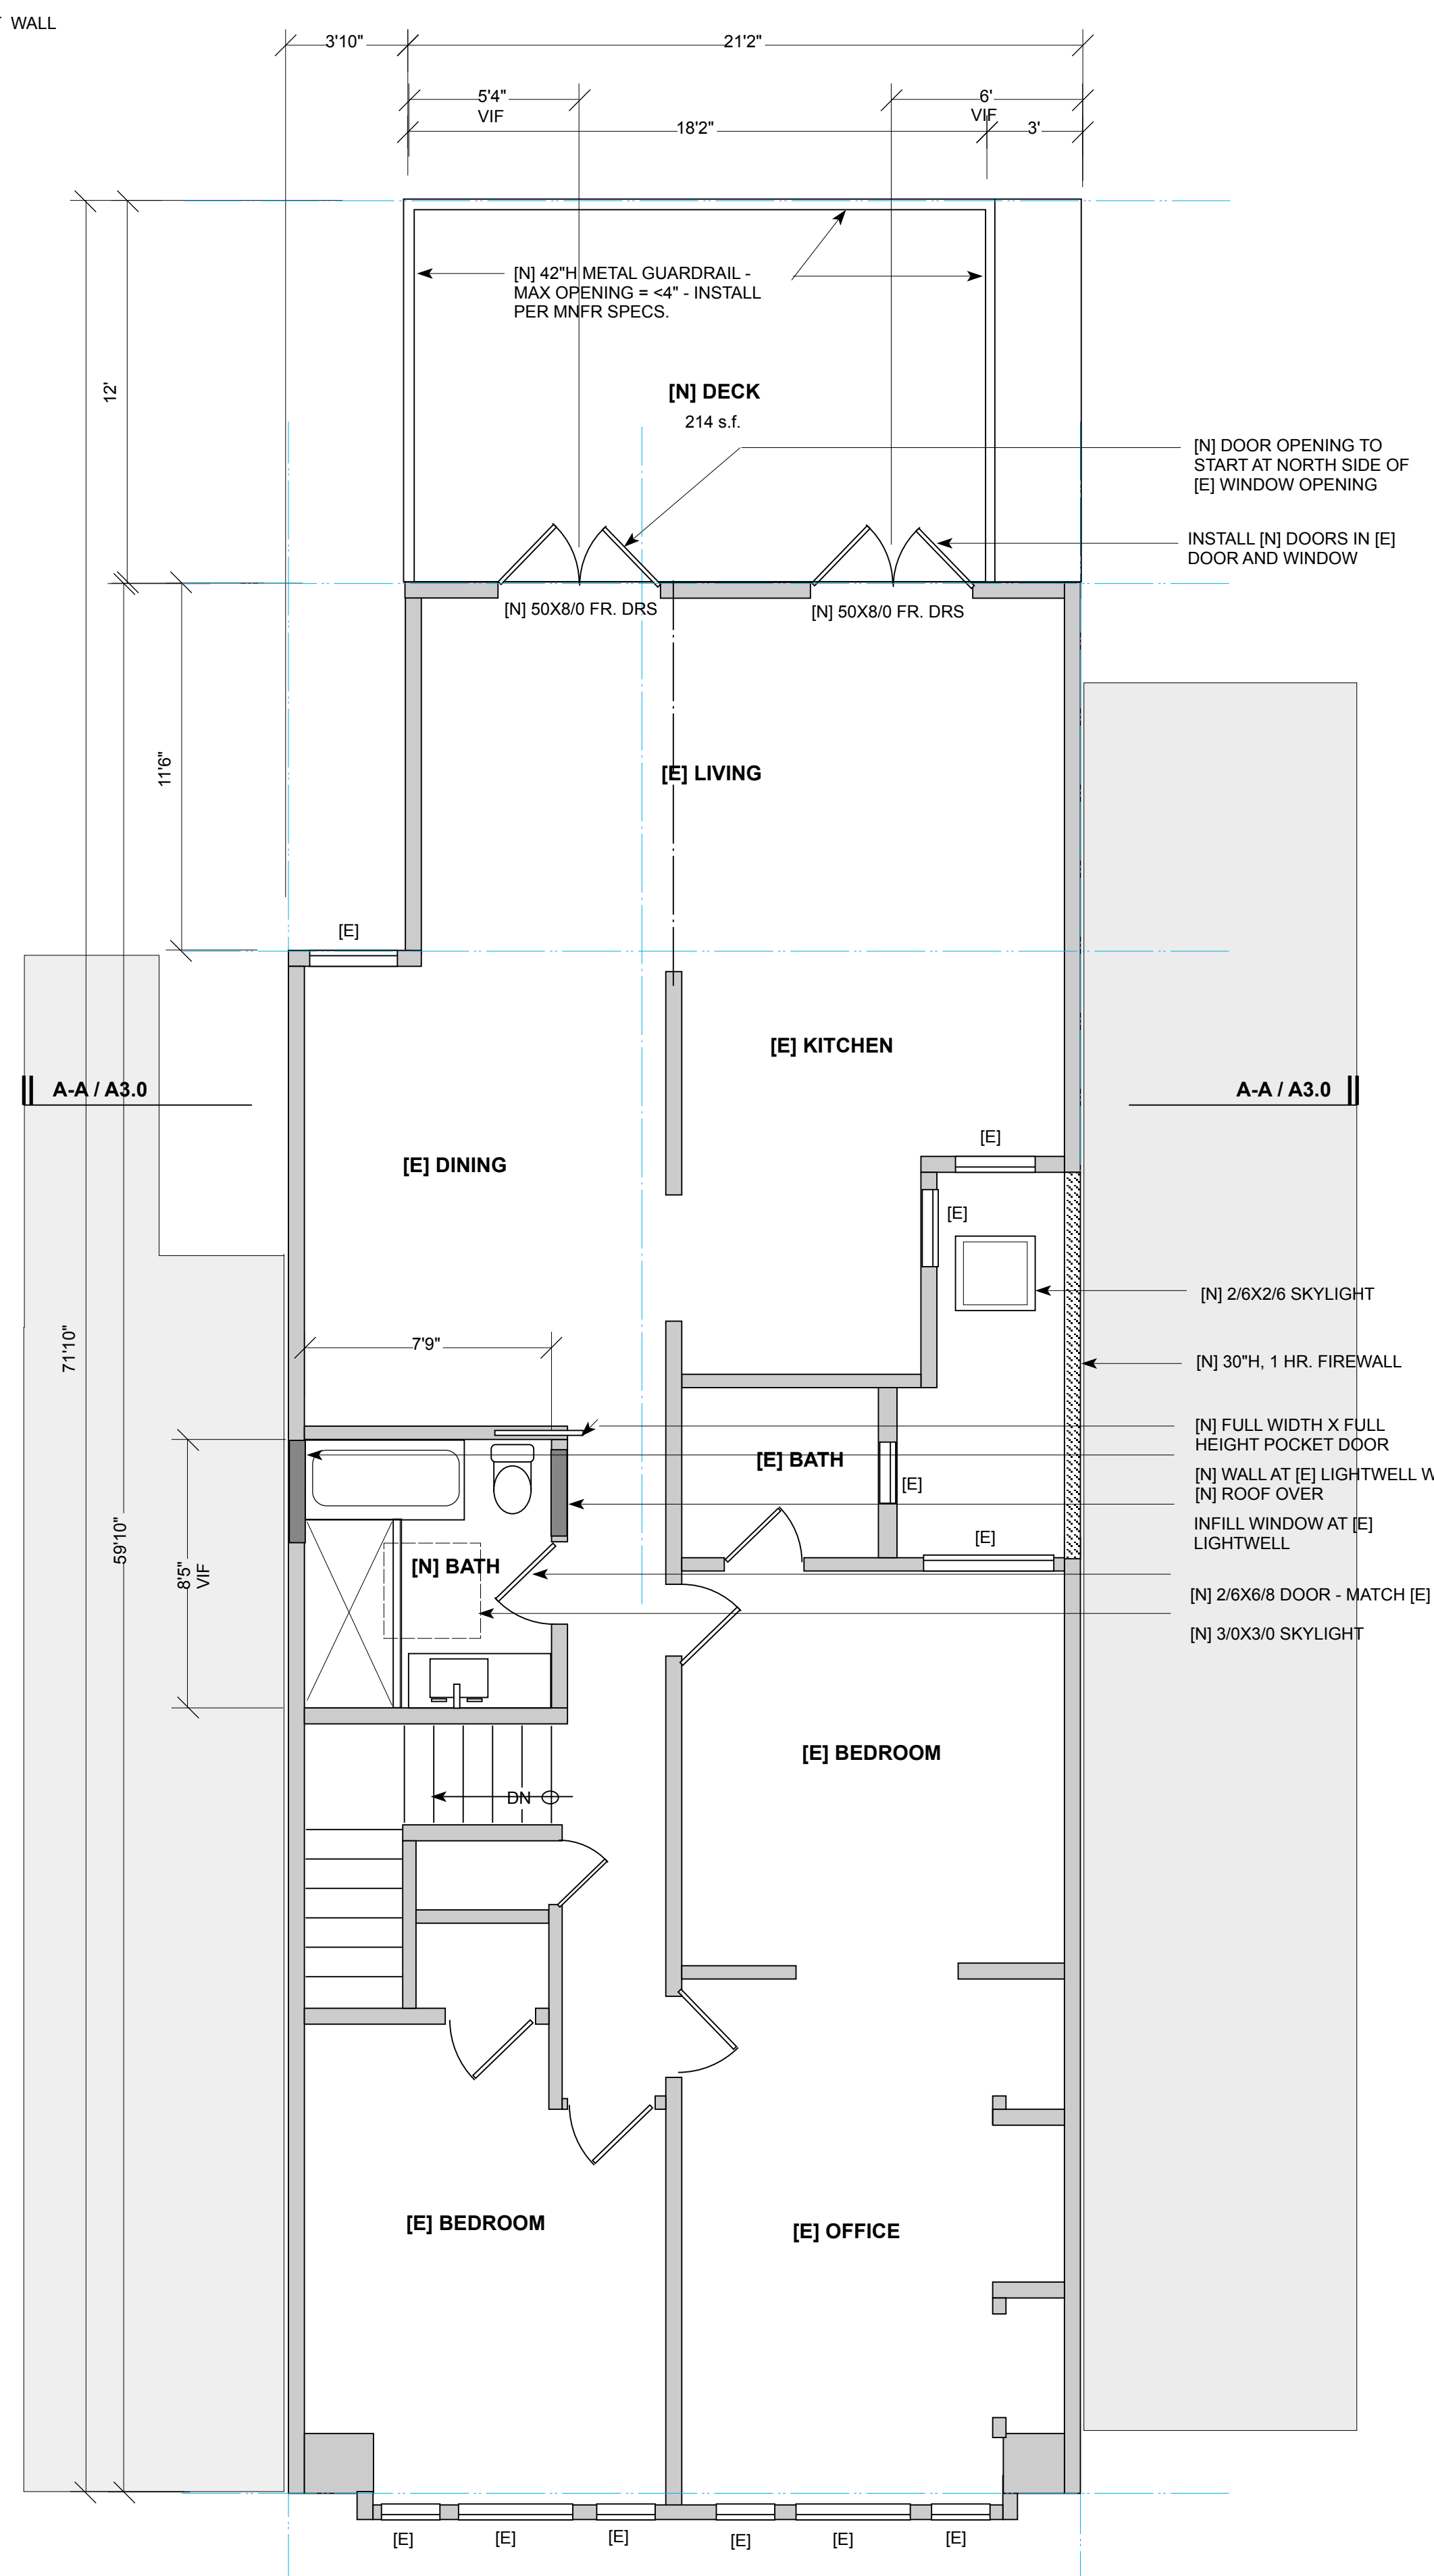 WALL
3'10"
21'2"
5'4"
VIF
6'
VIF
18'2"
3'
[N] 42"H METAL GUARDRAIL -
MAX OPENING = <4" - INSTALL
PER MNFR SPECS.
12'
[N] DECK
214 s.f.
[N] DOOR OPENING TO
START AT NORTH SIDE OF
[E] WINDOW OPENING
INSTALL [N] DOORS IN [E]
DOOR AND WINDOW
[N] 50X8/0 FR. DRS
[N] 50X8/0 FR. DRS
11'6"
[E] LIVING
[E]
[E] KITCHEN
A-A / A3.0
A-A / A3.0
[E]
[E] DINING
[E]
[N] 2/6X2/6 SKYLIGHT
71'10"
7'9"
[N] 30"H, 1 HR. FIREWALL
[N] FULL WIDTH X FULL
HEIGHT POCKET DOOR
[E] BATH
[N] WALL AT [E] LIGHTWELL W
[N] ROOF OVER
[E]
INFILL WINDOW AT [E]
LIGHTWELL
59'10"
[E]
8'5"
VIF
[N] BATH
[N] 2/6X6/8 DOOR - MATCH [E]
[N] 3/0X3/0 SKYLIGHT
[E] BEDROOM
DN
[E] BEDROOM
[E] OFFICE
[E]
[E]
[E]
[E]
[E]
[E]